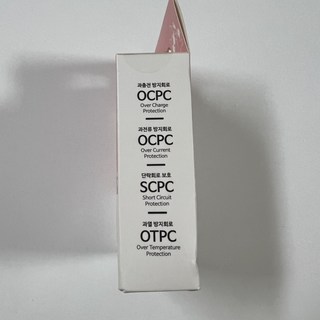 과충전 방지회로
OCPC
Over Charge
Protection
과전류 방지회로
OCPC
Over Current
Protection
단락회로 보호
SCPC
Short Circuit
Protection
과열 방지회로
OTPC
Over Temperature
Protection